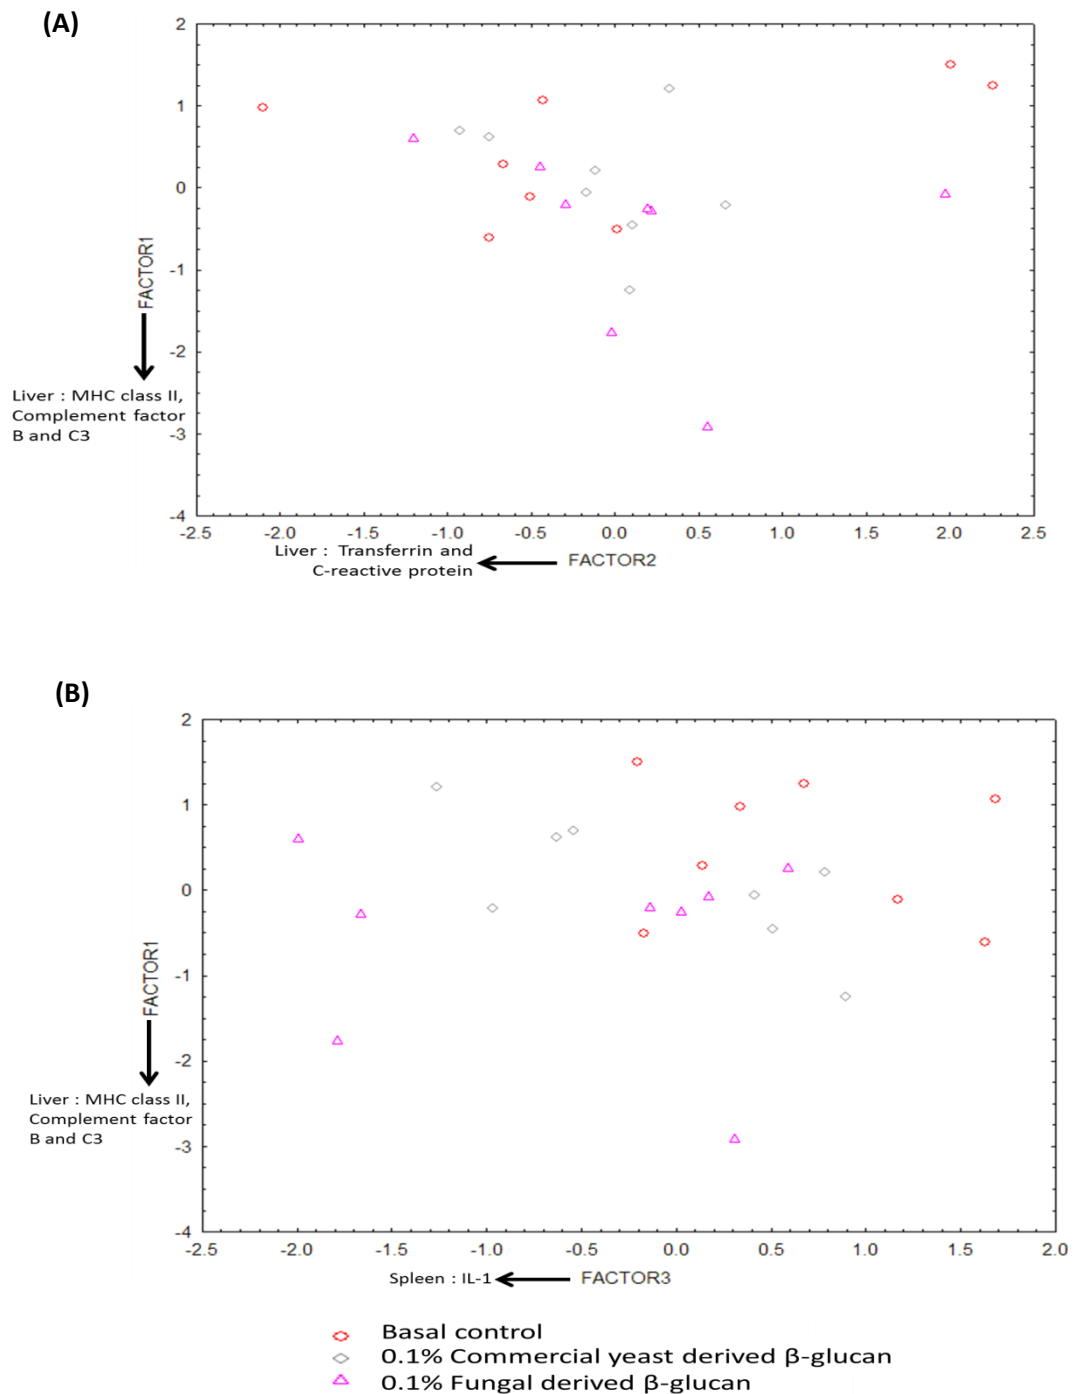 (A)
2
1
0
-1
-2
-3
-4
FACTOR1
Liver : MHC class II,
Complement factor
B and C3
-2.5 -2.0 -1.5 -1.0 -0.5 0.0 0.5 1.0 1.5 2.0 2.5
Liver : Transferrin and
C-reactive protein
FACTOR2
(B)
2
1
0
-1
-2
-3
-4
FACTOR1
Liver : MHC class II,
Complement factor
B and C3
-2.5 -2.0 -1.5 -1.0 -0.5 0.0 0.5 1.0 1.5 2.0
Spleen : IL-1
FACTOR3
Basal control
0.1% Commercial yeast derived β-glucan
0.1% Fungal derived β-glucan